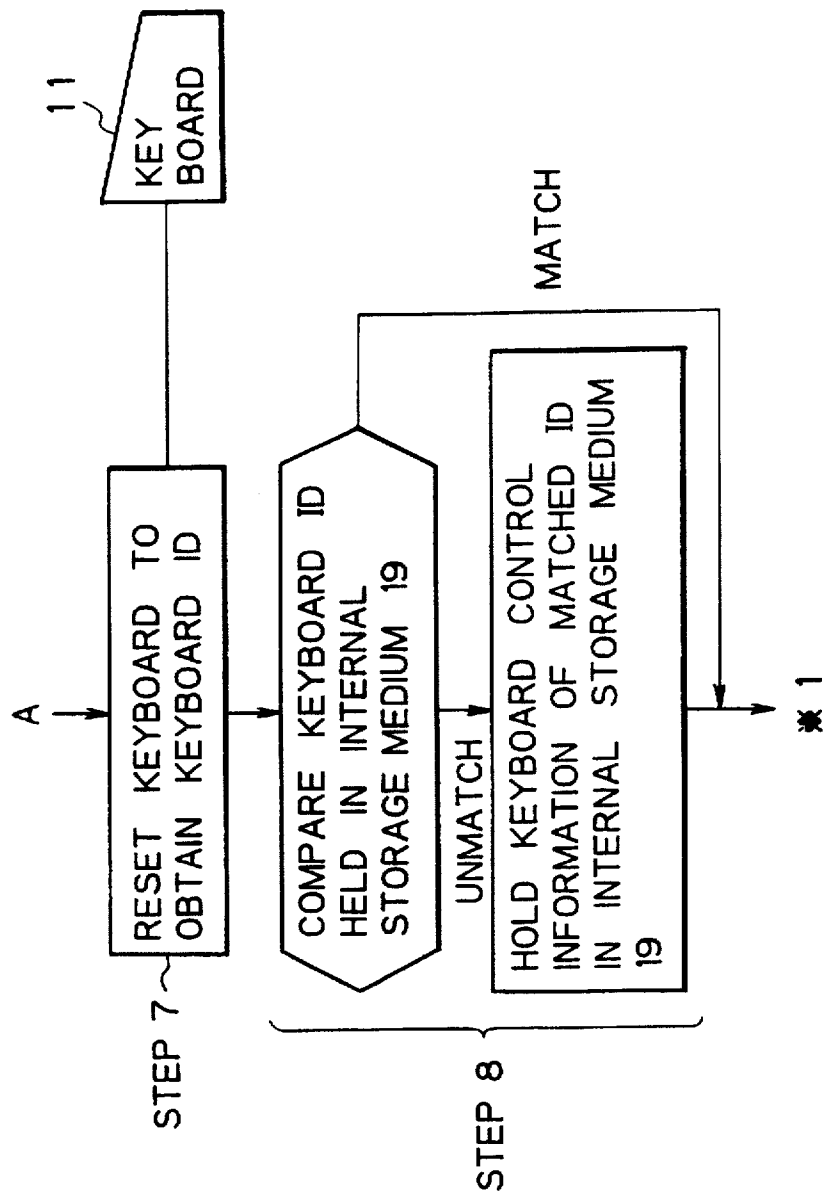 A
STEP 7
RESET KEYBOARD TO
OBTAIN KEYBOARD ID
11
KEY
BOARD
STEP 8
COMPARE KEYBOARD ID
HELD IN INTERNAL
STORAGE MEDIUM 19
UNMATCH
MATCH
HOLD KEYBOARD CONTROL
INFORMATION OF MATCHED ID
IN INTERNAL STORAGE MEDIUM
19
※1